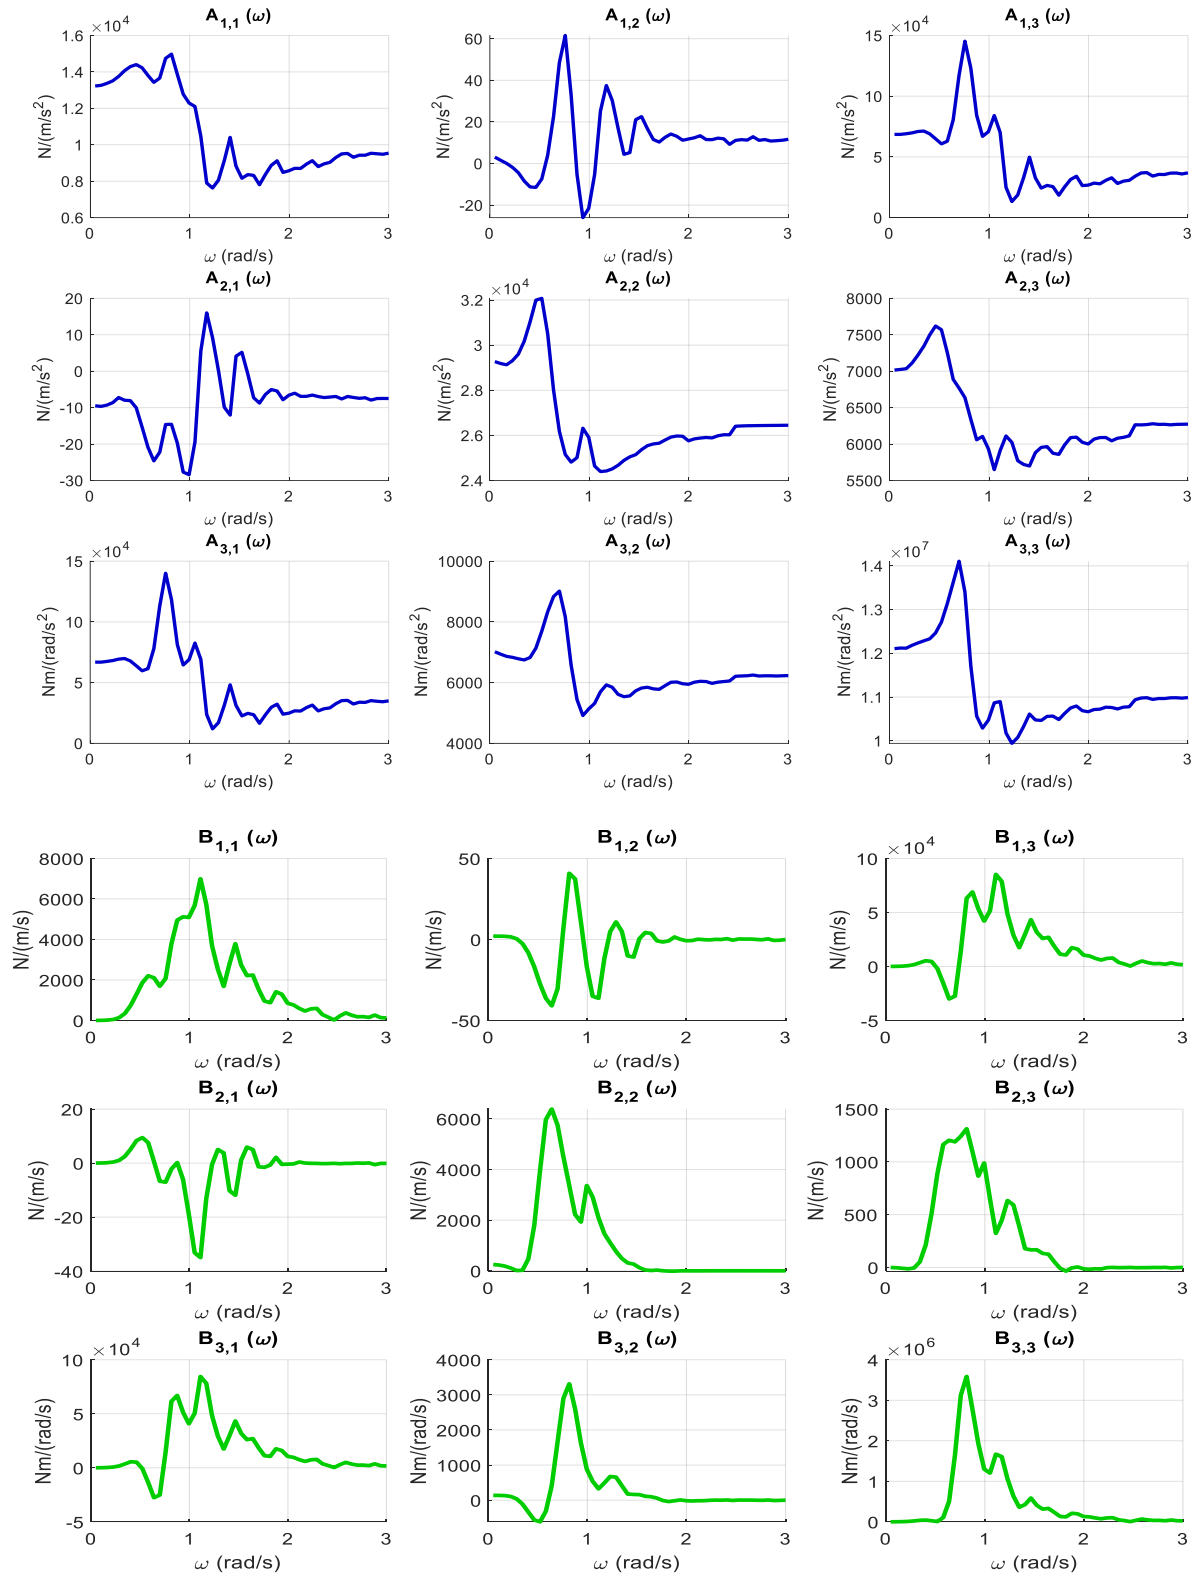 A1,1 (ω) A1,2 (ω) A1,3 (ω)
×10^4 ×10^4
1.6 1.4 1.2 1 0.8 0.6
N/(m/s²)
0 1 2 3
ω (rad/s)
60 40 20 0 -20
N/(m/s²)
0 1 2 3
ω (rad/s)
15 10 5 0
N/(m/s²)
0 1 2 3
ω (rad/s)
A2,1 (ω) A2,2 (ω) A2,3 (ω)
×10^4
20 10 0 -10 -20 -30
N/(m/s²)
0 1 2 3
ω (rad/s)
3.2 3 2.8 2.6 2.4
N/(m/s²)
0 1 2 3
ω (rad/s)
8000 7500 7000 6500 6000 5500
N/(m/s²)
0 1 2 3
ω (rad/s)
A3,1 (ω) A3,2 (ω) A3,3 (ω)
×10^4 ×10^7
15 10 5 0
Nm/(rad/s²)
0 1 2 3
ω (rad/s)
10000 8000 6000 4000
Nm/(rad/s²)
0 1 2 3
ω (rad/s)
1.4 1.3 1.2 1.1 1
Nm/(rad/s²)
0 1 2 3
ω (rad/s)
B1,1 (ω) B1,2 (ω) B1,3 (ω)
×10^4
8000 6000 4000 2000 0
N/(m/s)
0 1 2 3
ω (rad/s)
50 0 -50
N/(m/s)
0 1 2 3
ω (rad/s)
10 5 0 -5
N/(m/s)
0 1 2 3
ω (rad/s)
B2,1 (ω) B2,2 (ω) B2,3 (ω)
20 0 -20 -40
N/(m/s)
0 1 2 3
ω (rad/s)
6000 4000 2000 0
N/(m/s)
0 1 2 3
ω (rad/s)
1500 1000 500 0
N/(m/s)
0 1 2 3
ω (rad/s)
B3,1 (ω) B3,2 (ω) B3,3 (ω)
×10^4 ×10^6
10 5 0 -5
Nm/(rad/s)
0 1 2 3
ω (rad/s)
4000 3000 2000 1000 0
Nm/(rad/s)
0 1 2 3
ω (rad/s)
4 3 2 1 0
Nm/(rad/s)
0 1 2 3
ω (rad/s)